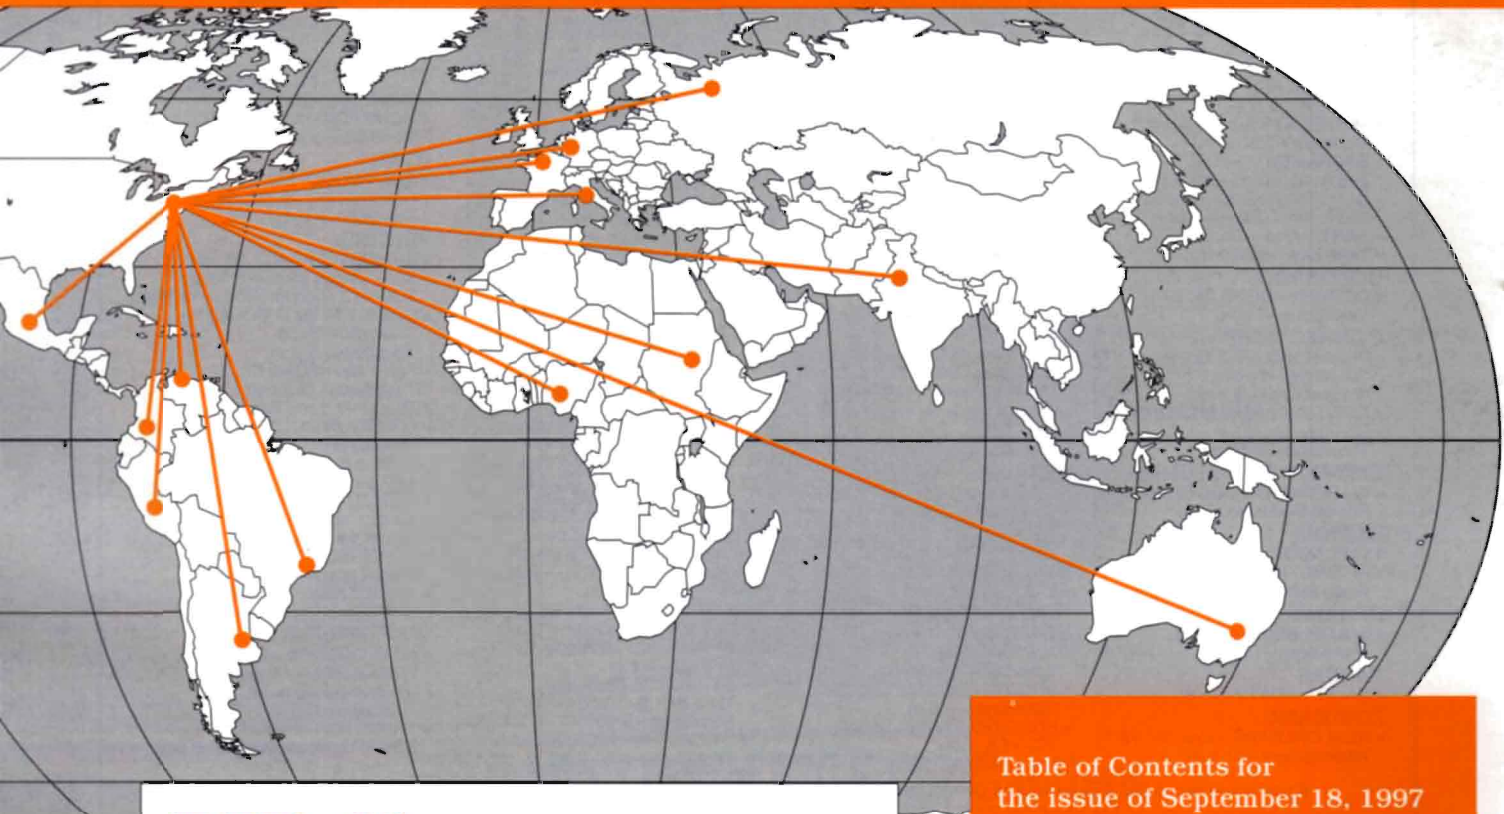 Table of Contents for
the issue of September 18, 1997